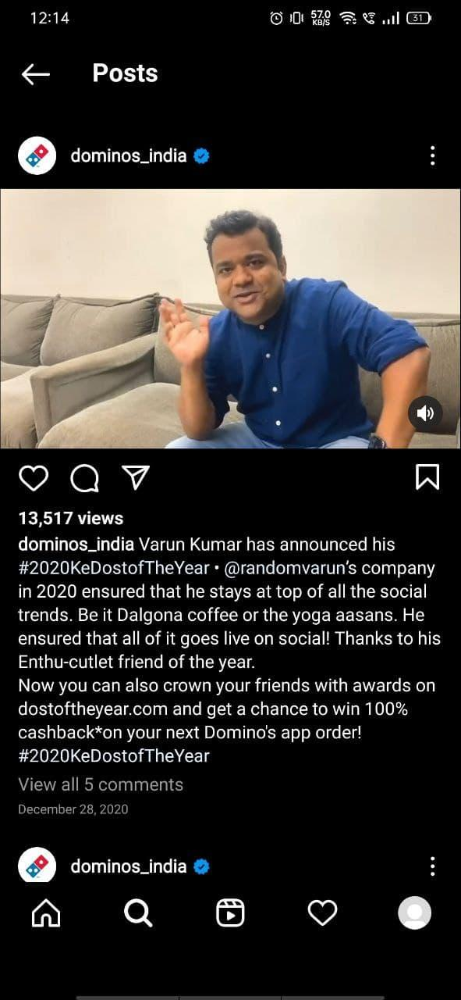 12:14
57.0
KB/S
31
Posts
dominos_india
13,517 views
dominos_india Varun Kumar has announced his
#2020KeDostofTheYear • @randomvarun's company
in 2020 ensured that he stays at top of all the social
trends. Be it Dalgona coffee or the yoga aasans. He
ensured that all of it goes live on social! Thanks to his
Enthu-cutlet friend of the year.
Now you can also crown your friends with awards on
dostoftheyear.com and get a chance to win 100%
cashback*on your next Domino's app order!
#2020KeDostofTheYear
View all 5 comments
December 28, 2020
dominos_india